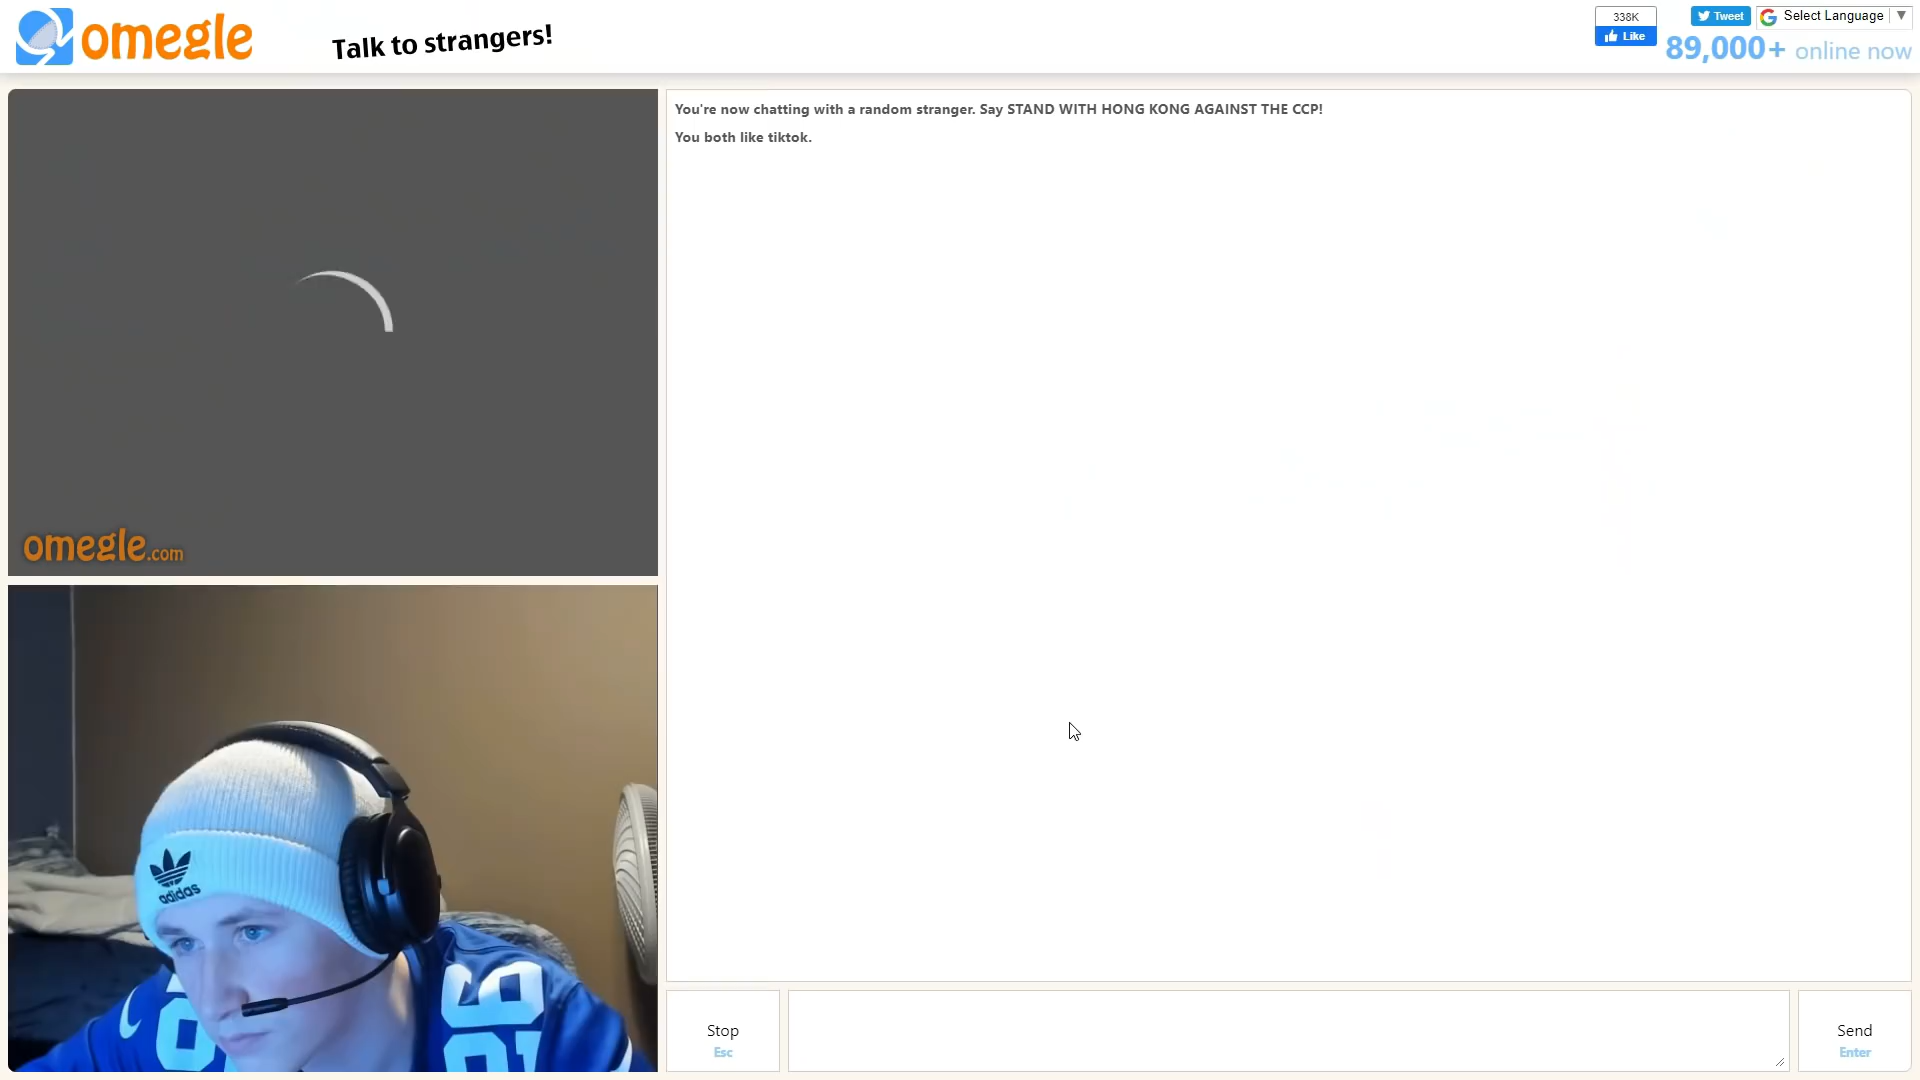 omegle
Talk to strangers!
338K
Like
Tweet
Select Language
89,000+ online now
You're now chatting with a random stranger. Say STAND WITH HONG KONG AGAINST THE CCP!
You both like tiktok.
omegle.com
adidas
Stop
Esc
Send
Enter